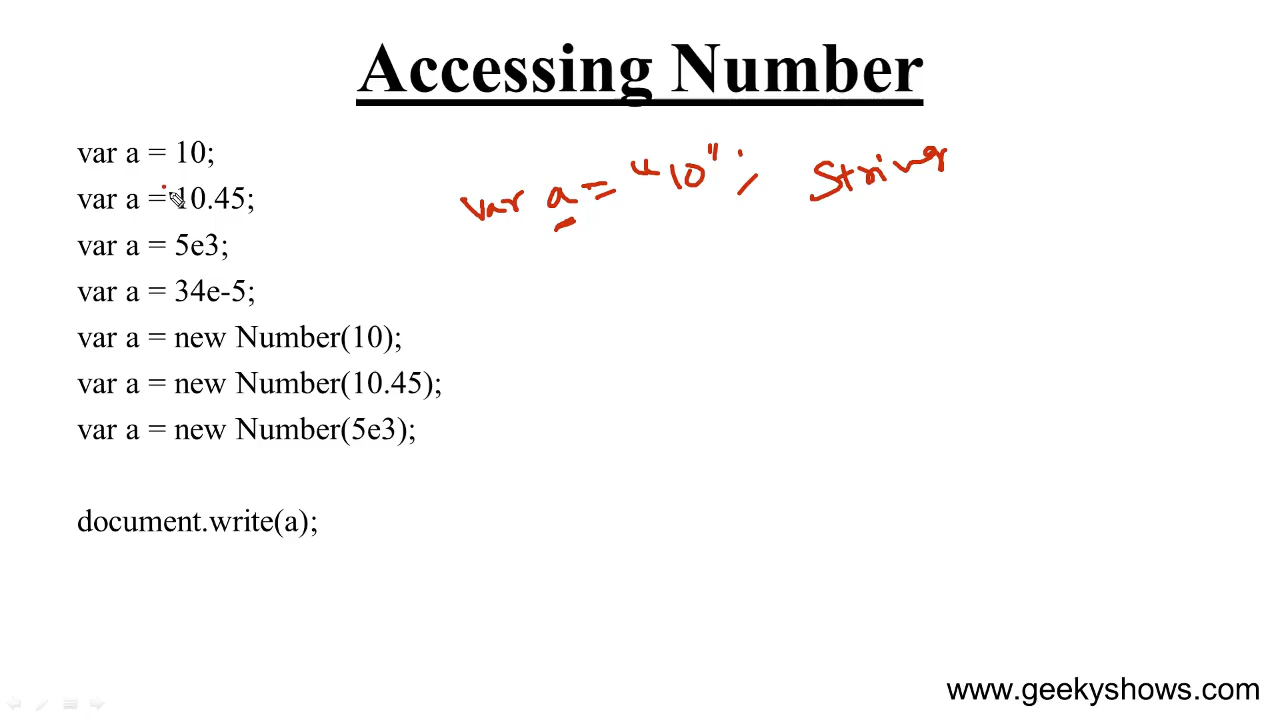 Accessing Number
var a = 10;
var a = "10"; String
var a = 10.45;
var a = 5e3;
var a = 34e-5;
var a = new Number(10);
var a = new Number(10.45);
var a = new Number(5e3);
document.write(a);
www.geekyshows.com